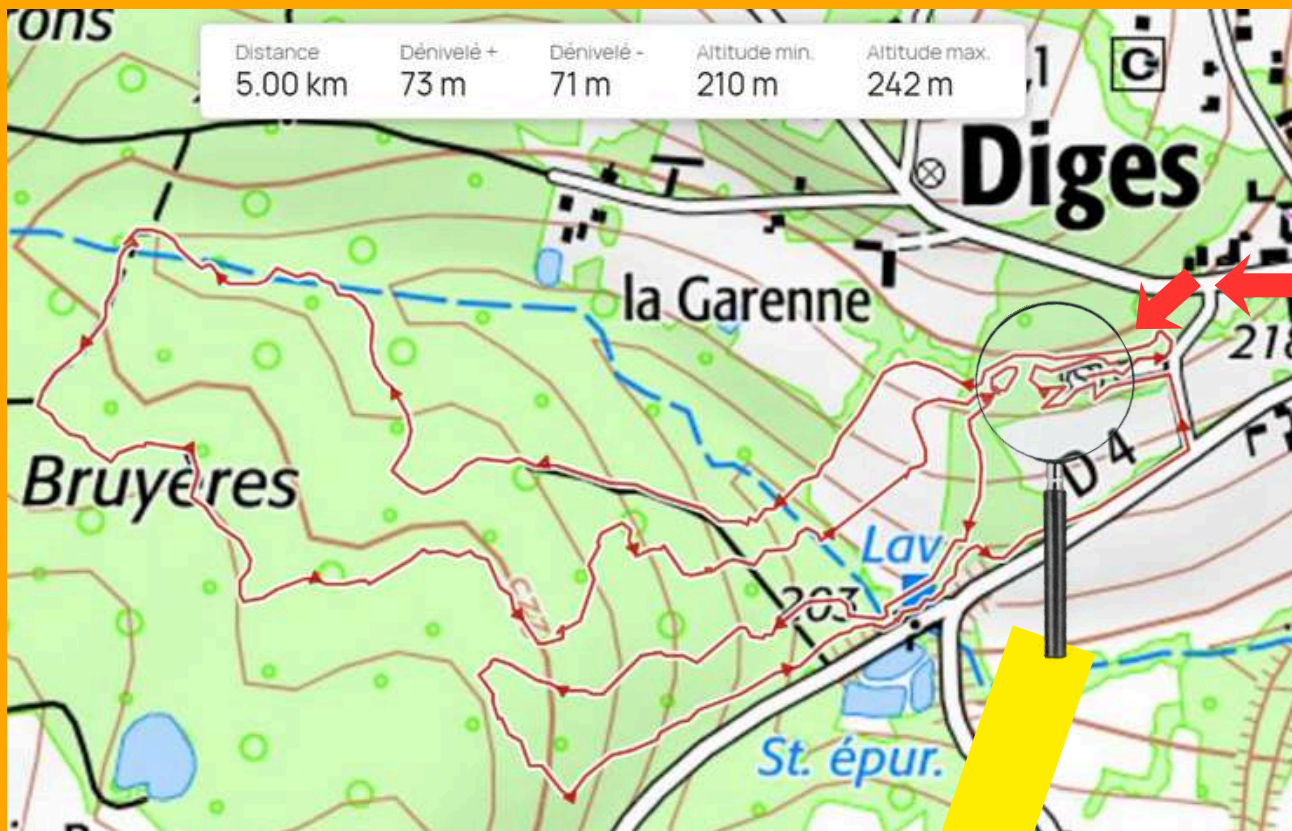 rons
Distance
5.00 km
Dénivelé +
73 m
Dénivelé -
71 m
Altitude min.
210 m
Altitude max.
242 m
C
Diges
la Garenne
218
D 4
Bruyères
Lav
203
St. épur.